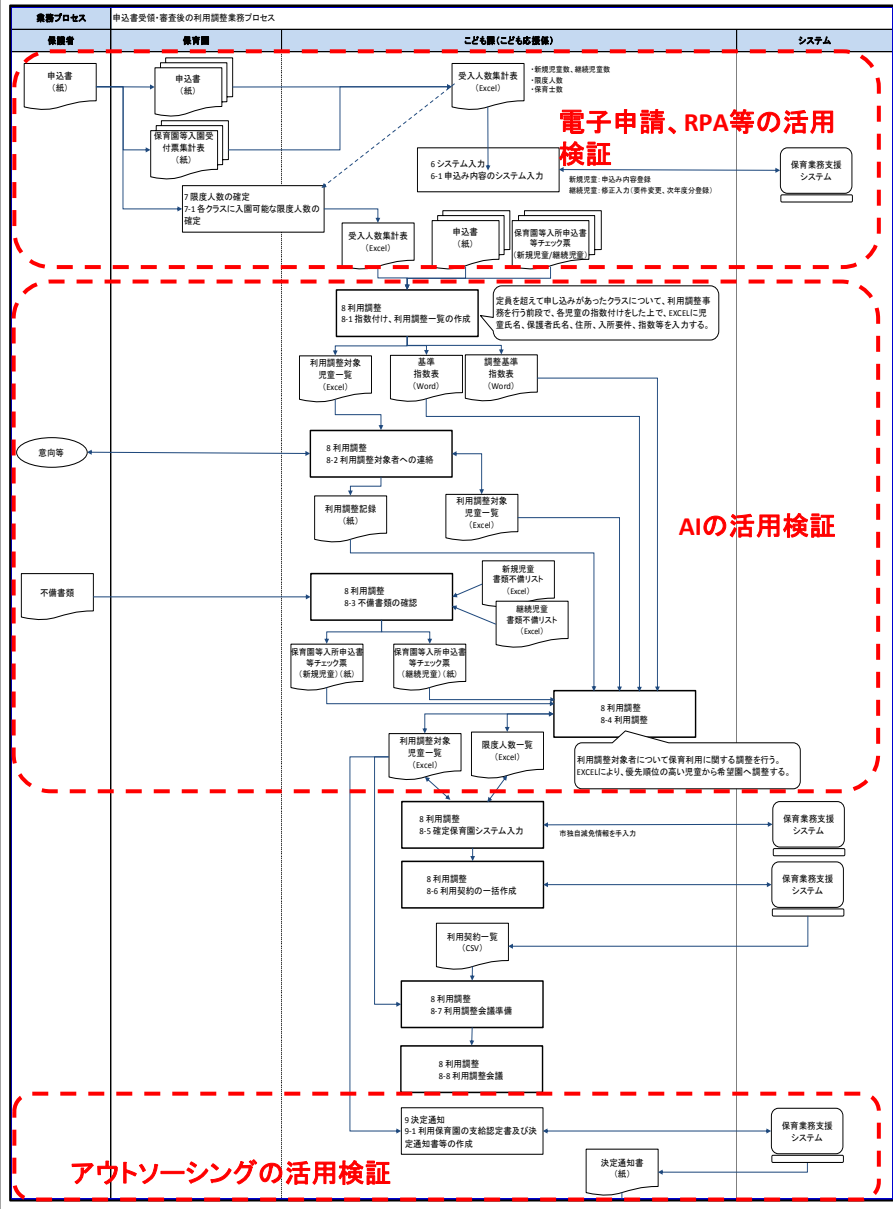 業務プロセス
申込書受領・審査後の利用調整業務プロセス
保護者
保育園
こども課(こども応援係)
システム
申込書
(紙)
申込書
(紙)
受入人数集計表
(Excel)
・新規児童数、継続児童数
・限度人数
・保育士数
電子申請、RPA等の活用
検証
保育園等入園受
付票集計表
(紙)
6 システム入力
6-1 申込み内容のシステム入力
新規児童: 申込み内容登録
継続児童: 修正入力(要件変更、次年度分登録)
保育業務支援
システム
7 限度人数の確定
7-1 各クラスに入園可能な限度人数の
確定
受入人数集計表
(Excel)
申込書
(紙)
保育園等入所申込書
等チェック票
(新規児童/継続児童)
8 利用調整
8-1 指数付け、利用調整一覧の作成
定員を超えて申し込みがあったクラスについて、利用調整事
務を行う前段で、各児童の指数付けをした上で、EXCELに児
童氏名、保護者氏名、住所、入所要件、指数等を入力する。
利用調整対象
児童一覧
(Excel)
基準
指数表
(Word)
調整基準
指数表
(Word)
意向等
8 利用調整
8-2 利用調整対象者への連絡
利用調整記録
(紙)
利用調整対象
児童一覧
(Excel)
AIの活用検証
不備書類
8 利用調整
8-3 不備書類の確認
新規児童
書類不備リスト
(Excel)
継続児童
書類不備リスト
(Excel)
保育園等入所申込書
等チェック票
(新規児童)(紙)
保育園等入所申込書
等チェック票
(継続児童)(紙)
8 利用調整
8-4 利用調整
利用調整対象
児童一覧
(Excel)
限度人数一覧
(Excel)
利用調整対象者について保育利用に関する調整を行う。
EXCELにより、優先順位の高い児童から希望園へ調整する。
8 利用調整
8-5 確定保育園システム入力
市独自減免情報を手入力
保育業務支援
システム
8 利用調整
8-6 利用契約の一括作成
保育業務支援
システム
利用契約一覧
(CSV)
8 利用調整
8-7 利用調整会議準備
8 利用調整
8-8 利用調整会議
9 決定通知
9-1 利用保育園の支給認定書及び決
定通知書等の作成
保育業務支援
システム
アウトソーシングの活用検証
決定通知書
(紙)